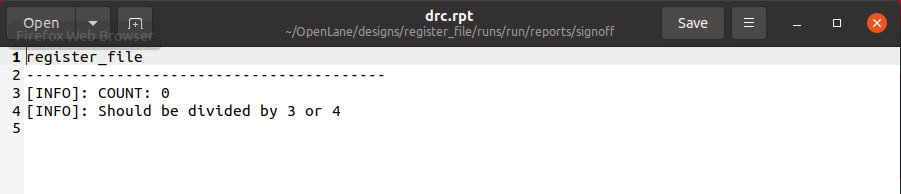 Open
drc.rpt
~/OpenLane/designs/register_file/runs/run/reports/signoff
Save
Firefox Web Browser
1 register_file
2 ----------------------------------------
3 [INFO]: COUNT: 0
4 [INFO]: Should be divided by 3 or 4
5